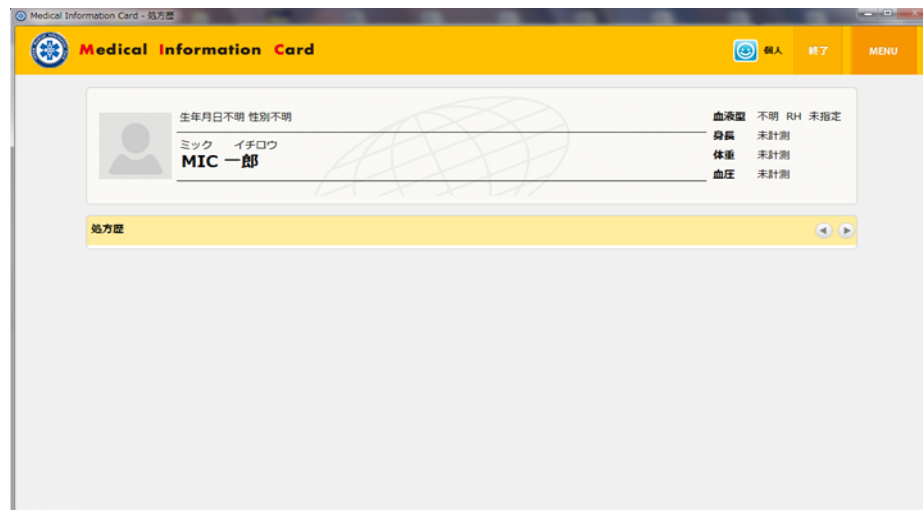 Medical Information Card - 処方歴
Medical Information Card
個人
終了
MENU
生年月日不明 性別不明
ミック イチロウ
MIC 一郎
血液型 不明 RH 未指定
身長 未計測
体重 未計測
血圧 未計測
処方歴